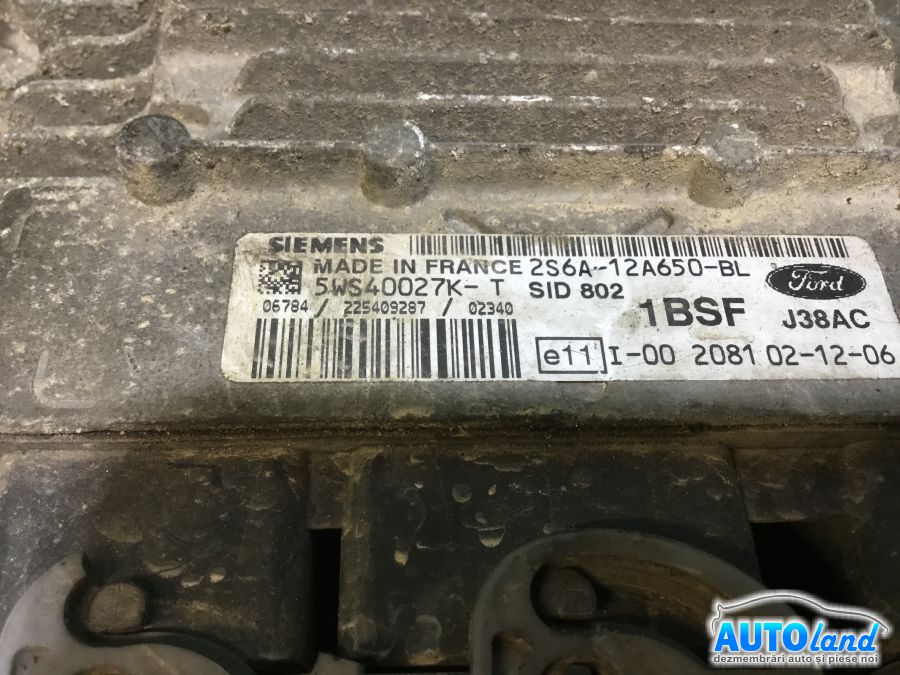 SIEMENS
MADE IN FRANCE 2S6A-12A650-BL
5WS40027K-T SID 802
Ford
06784 / 225409287 / 02340
1BSF J38AC
e11 I-00 2081 02-12-06
AUTOland
dezmembrări auto și piese noi